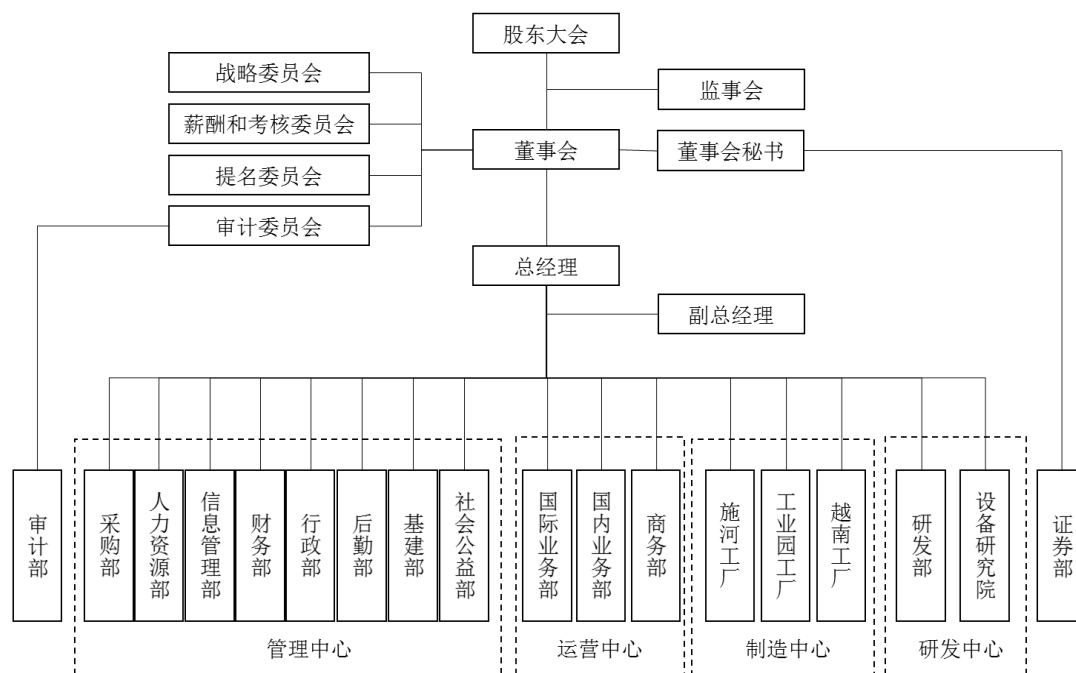 股东大会
战略委员会
监事会
薪酬和考核委员会
董事会
董事会秘书
提名委员会
审计委员会
总经理
副总经理
审计部
采购部
人力资源部
信息管理部
财务部
行政部
后勤部
基建部
社会公益部
国际业务部
国内业务部
商务部
施河工厂
工业园工厂
越南工厂
研发部
设备研究院
证券部
管理中心
运营中心
制造中心
研发中心